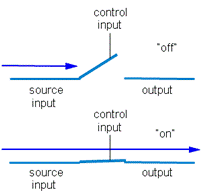 control
input
"off"
source
input
output
control
input
"on"
source
input
output